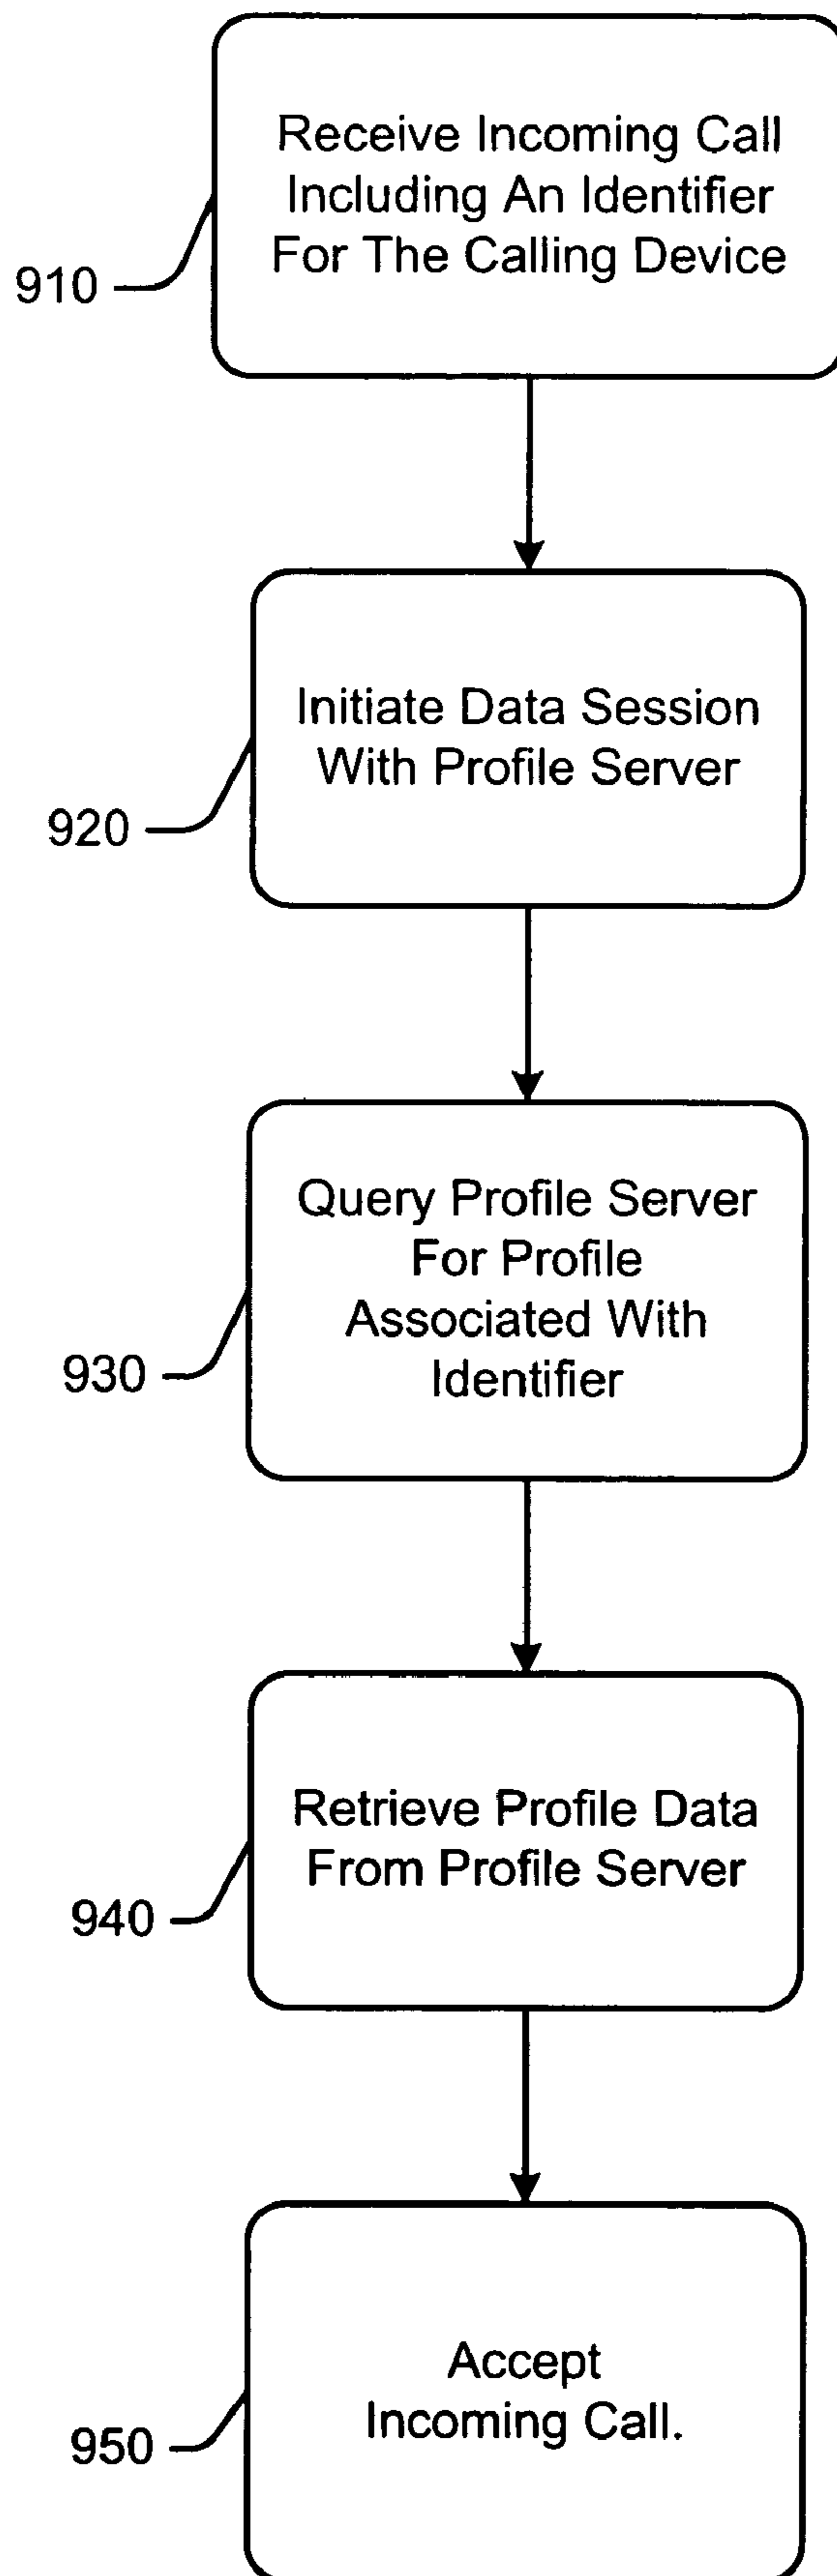 Receive Incoming Call
Including An Identifier
For The Calling Device
910
Initiate Data Session
With Profile Server
920
Query Profile Server
For Profile
Associated With
Identifier
930
Retrieve Profile Data
From Profile Server
940
Accept
Incoming Call.
950